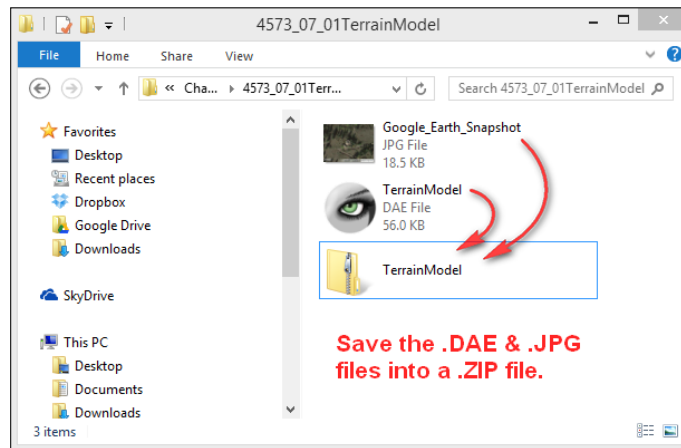 4573_07_01TerrainModel
File Home Share View
« Cha... 4573_07_01Terr... Search 4573_07_01TerrainModel
Favorites
Desktop
Recent places
Dropbox
Google Drive
Downloads
SkyDrive
This PC
Desktop
Documents
Downloads
Google_Earth_Snapshot
JPG File
18.5 KB
TerrainModel
DAE File
56.0 KB
TerrainModel
Save the .DAE & .JPG
files into a .ZIP file.
3 items